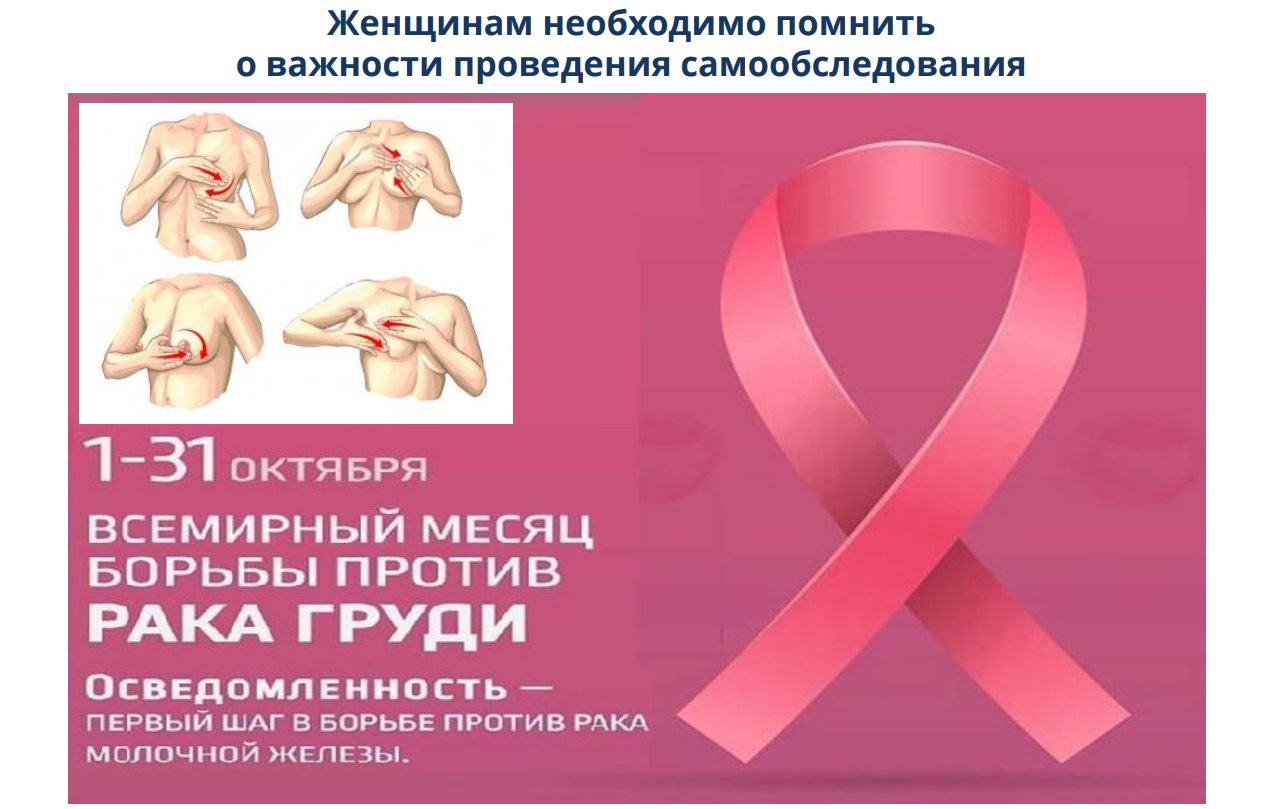 Женщинам необходимо помнить
о важности проведения самообследования
1-31 ОКТЯБРЯ
ВСЕМИРНЫЙ МЕСЯЦ
БОРЬБЫ ПРОТИВ
РАКА ГРУДИ
ОСВЕДОМЛЕННОСТЬ —
ПЕРВЫЙ ШАГ В БОРЬБЕ ПРОТИВ РАКА
МОЛОЧНОЙ ЖЕЛЕЗЫ.